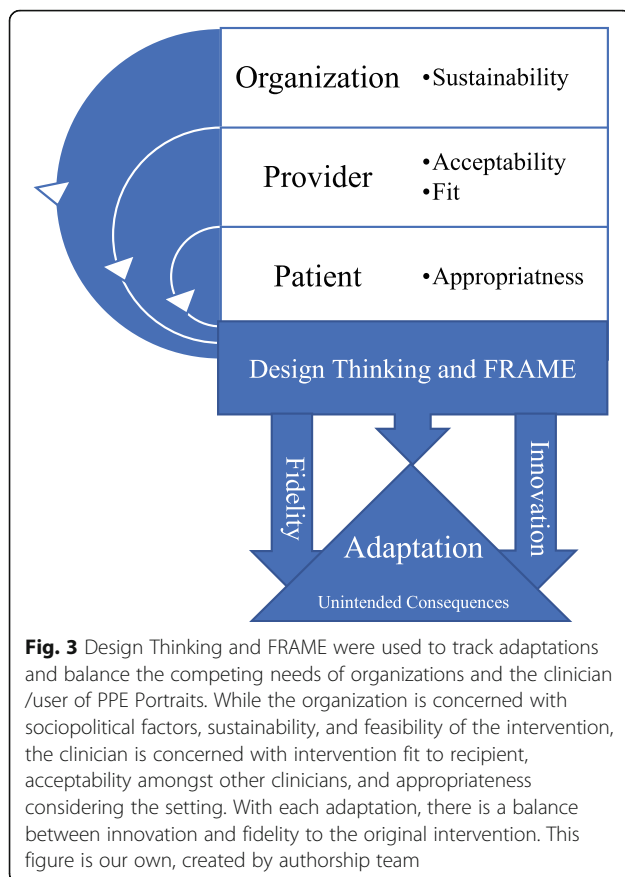 Organization •Sustainability
Provider •Acceptability
•Fit
Patient •Appropriatness
Design Thinking and FRAME
Fidelity
Innovation
Adaptation
Unintended Consequences
Fig. 3 Design Thinking and FRAME were used to track adaptations
and balance the competing needs of organizations and the clinician
/user of PPE Portraits. While the organization is concerned with
sociopolitical factors, sustainability, and feasibility of the intervention,
the clinician is concerned with intervention fit to recipient,
acceptability amongst other clinicians, and appropriateness
considering the setting. With each adaptation, there is a balance
between innovation and fidelity to the original intervention. This
figure is our own, created by authorship team